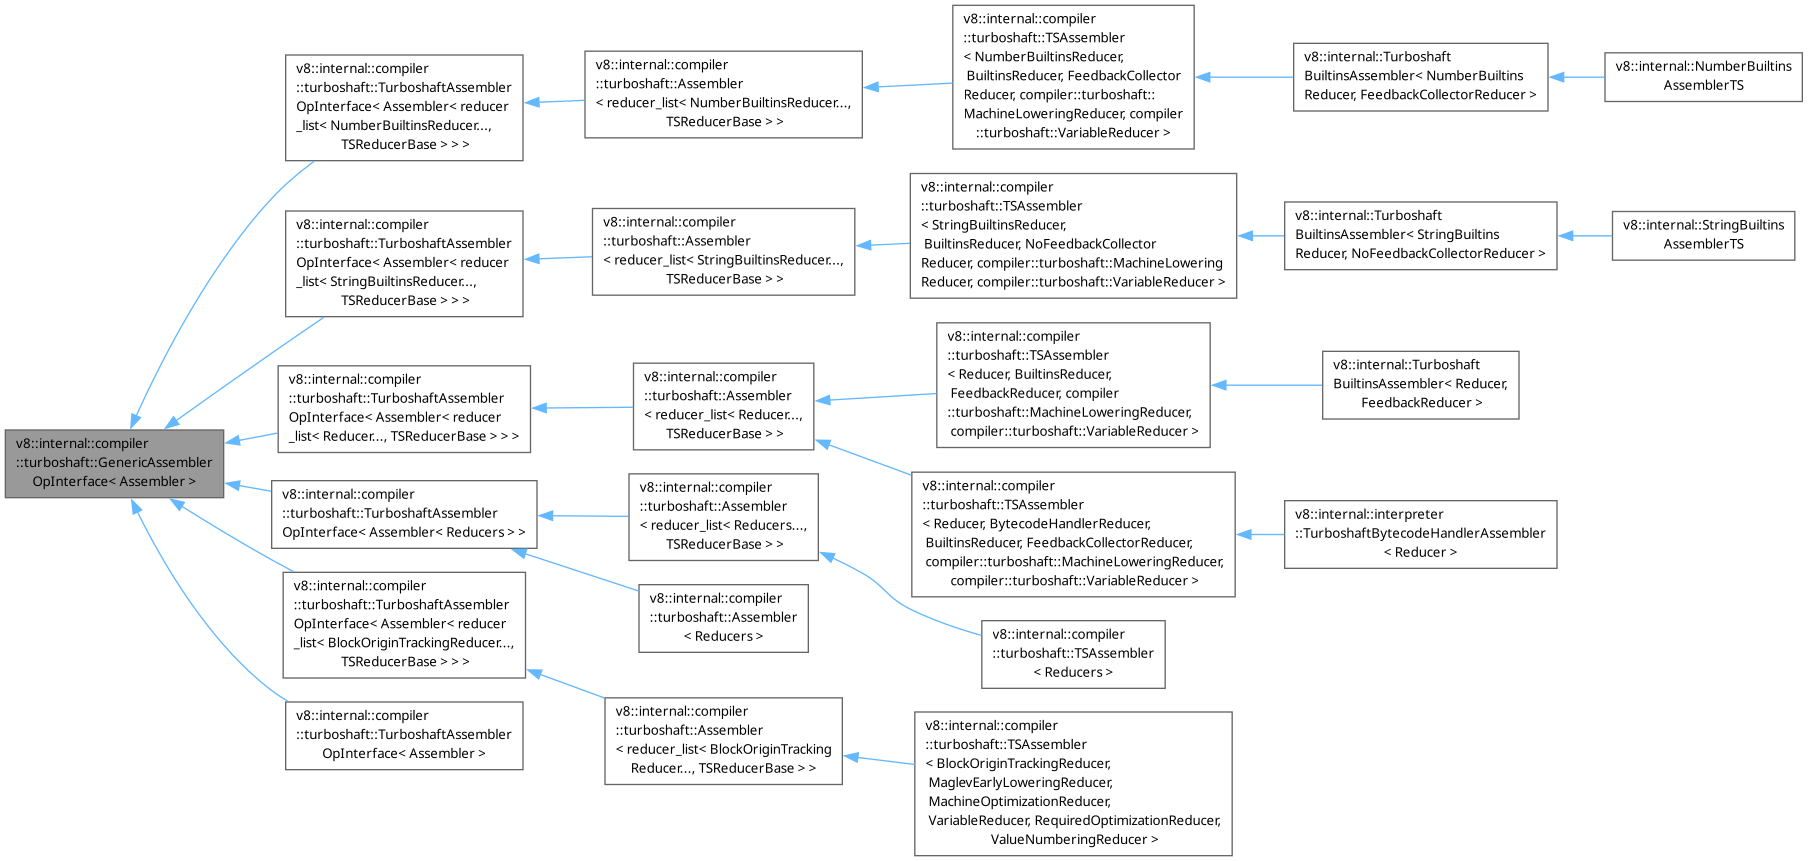 v8::internal::compiler
::turboshaft::GenericAssembler
OpInterface< Assembler >
v8::internal::compiler
::turboshaft::TurboshaftAssembler
OpInterface< Assembler< reducer
_list< NumberBuiltinsReducer...,
TSReducerBase > > >
v8::internal::compiler
::turboshaft::Assembler
< reducer_list< NumberBuiltinsReducer...,
TSReducerBase > >
v8::internal::compiler
::turboshaft::TSAssembler
< NumberBuiltinsReducer,
BuiltinsReducer, FeedbackCollector
Reducer, compiler::turboshaft::
MachineLoweringReducer, compiler
::turboshaft::VariableReducer >
v8::internal::Turboshaft
BuiltinsAssembler< NumberBuiltins
Reducer, FeedbackCollectorReducer >
v8::internal::NumberBuiltins
AssemblerTS
v8::internal::compiler
::turboshaft::TurboshaftAssembler
OpInterface< Assembler< reducer
_list< StringBuiltinsReducer...,
TSReducerBase > > >
v8::internal::compiler
::turboshaft::Assembler
< reducer_list< StringBuiltinsReducer...,
TSReducerBase > >
v8::internal::compiler
::turboshaft::TSAssembler
< StringBuiltinsReducer,
BuiltinsReducer, NoFeedbackCollector
Reducer, compiler::turboshaft::MachineLowering
Reducer, compiler::turboshaft::VariableReducer >
v8::internal::Turboshaft
BuiltinsAssembler< StringBuiltins
Reducer, NoFeedbackCollectorReducer >
v8::internal::StringBuiltins
AssemblerTS
v8::internal::compiler
::turboshaft::TurboshaftAssembler
OpInterface< Assembler< reducer
_list< Reducer..., TSReducerBase > > >
v8::internal::compiler
::turboshaft::Assembler
< reducer_list< Reducer...,
TSReducerBase > >
v8::internal::compiler
::turboshaft::TSAssembler
< Reducer, BuiltinsReducer,
FeedbackReducer, compiler
::turboshaft::MachineLoweringReducer,
compiler::turboshaft::VariableReducer >
v8::internal::Turboshaft
BuiltinsAssembler< Reducer,
FeedbackReducer >
v8::internal::compiler
::turboshaft::TSAssembler
< Reducer, BytecodeHandlerReducer,
BuiltinsReducer, FeedbackCollectorReducer,
compiler::turboshaft::MachineLoweringReducer,
compiler::turboshaft::VariableReducer >
v8::internal::interpreter
::TurboshaftBytecodeHandlerAssembler
< Reducer >
v8::internal::compiler
::turboshaft::TurboshaftAssembler
OpInterface< Assembler< Reducers > >
v8::internal::compiler
::turboshaft::Assembler
< reducer_list< Reducers...,
TSReducerBase > >
v8::internal::compiler
::turboshaft::Assembler
< Reducers >
v8::internal::compiler
::turboshaft::TSAssembler
< Reducers >
v8::internal::compiler
::turboshaft::TurboshaftAssembler
OpInterface< Assembler< reducer
_list< BlockOriginTrackingReducer...,
TSReducerBase > > >
v8::internal::compiler
::turboshaft::Assembler
< reducer_list< BlockOriginTracking
Reducer..., TSReducerBase > >
v8::internal::compiler
::turboshaft::TSAssembler
< BlockOriginTrackingReducer,
MaglevEarlyLoweringReducer,
MachineOptimizationReducer,
VariableReducer, RequiredOptimizationReducer,
ValueNumberingReducer >
v8::internal::compiler
::turboshaft::TurboshaftAssembler
OpInterface< Assembler >